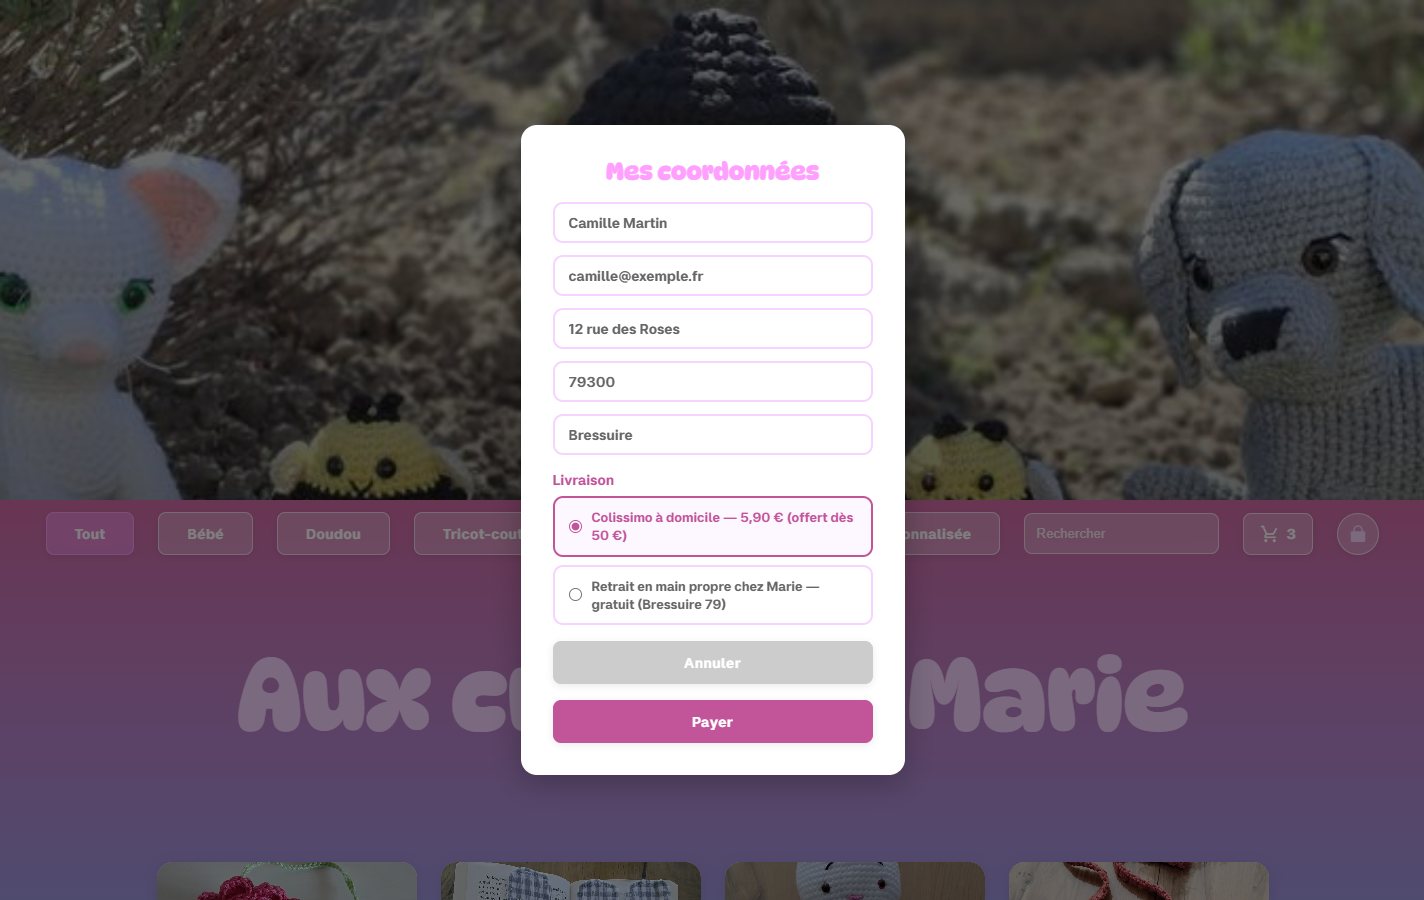 Mes coordonnées
Camille Martin
camille@exemple.fr
12 rue des Roses
79300
Bressuire
Livraison
Colissimo à domicile — 5,90 € (offert dès
50 €)
Retrait en main propre chez Marie —
gratuit (Bressuire 79)
Annuler
Payer
Tout
Bébé
Doudou
Tricot-cout
onnalisée
Rechercher
3
Aux c Marie